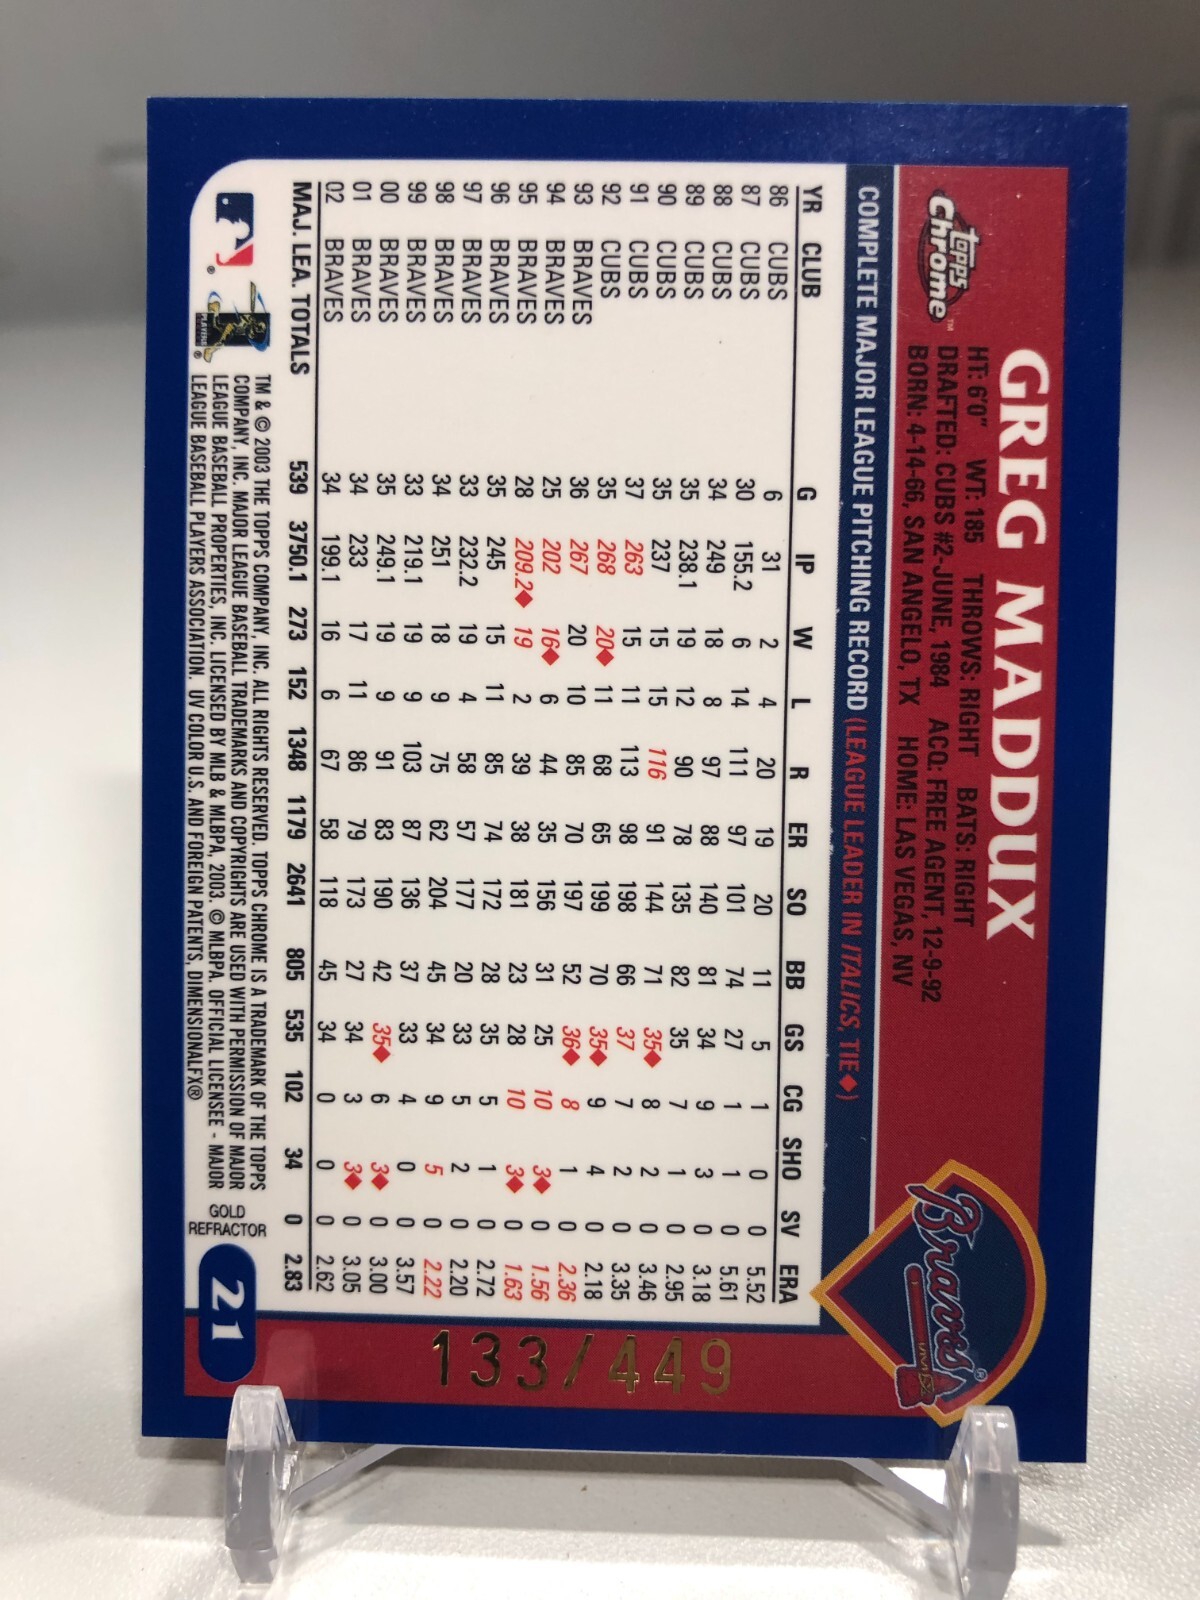 Topps
Chrome™
GREG MADDUX
HT: 6'0" WT: 185 THROWS: RIGHT BATS: RIGHT
DRAFTED: CUBS #2-JUNE, 1984 ACQ: FREE AGENT, 12-9-92
BORN: 4-14-66, SAN ANGELO, TX HOME: LAS VEGAS, NV
Braves®
COMPLETE MAJOR LEAGUE PITCHING RECORD (LEAGUE LEADER IN ITALICS, TIE◆)
YR CLUB G IP W L R ER SO BB GS CG SHO SV ERA
86 CUBS 6 31 2 4 20 19 20 11 5 1 0 0 5.52
87 CUBS 30 155.2 6 14 111 97 101 74 27 1 1 0 5.61
88 CUBS 34 249 18 8 97 88 140 81 34 9 3 0 3.18
89 CUBS 35 238.1 19 12 90 78 135 82 35 7 1 0 2.95
90 CUBS 35 237 15 15 116 91 144 71 35◆ 8 2 0 3.46
91 CUBS 37 263 15 11 113 98 198 66 37 7 2 0 3.35
92 CUBS 35 268 20◆ 11 68 65 199 70 35◆ 9 4 0 2.18
93 BRAVES 36 267 20 10 85 70 197 52 36◆ 8 1 0 2.36
94 BRAVES 25 202 16◆ 6 44 35 156 31 25 10 3◆ 0 1.56
95 BRAVES 28 209.2◆ 19 2 39 38 181 23 28 10 3◆ 0 1.63
96 BRAVES 35 245 15 11 85 74 172 28 35 5 1 0 2.72
97 BRAVES 33 232.2 19 4 58 57 177 20 33 5 2 0 2.20
98 BRAVES 34 251 18 9 75 62 204 45 34 9 5 0 2.22
99 BRAVES 33 219.1 19 9 103 87 136 37 33 4 0 0 3.57
00 BRAVES 35 249.1 19 9 91 83 190 42 35◆ 6 3◆ 0 3.00
01 BRAVES 34 233 17 11 86 79 173 27 34 3 3◆ 0 3.05
02 BRAVES 34 199.1 16 6 67 58 118 45 34 0 0 0 2.62
MAJ. LEA. TOTALS 539 3750.1 273 152 1348 1179 2641 805 535 102 34 0 2.83
133/449
PLAYERS
TM & © 2003 THE TOPPS COMPANY, INC. ALL RIGHTS RESERVED. TOPPS CHROME IS A TRADEMARK OF THE TOPPS
COMPANY, INC. MAJOR LEAGUE BASEBALL TRADEMARKS AND COPYRIGHTS ARE USED WITH PERMISSION OF MAJOR
LEAGUE BASEBALL PROPERTIES, INC. LICENSED BY MLB & MLBPA, 2003. © MLBPA. OFFICIAL LICENSEE - MAJOR
LEAGUE BASEBALL PLAYERS ASSOCIATION. UV COLOR U.S. AND FOREIGN PATENTS, DIMENSIONALFX®
GOLD
REFRACTOR
21